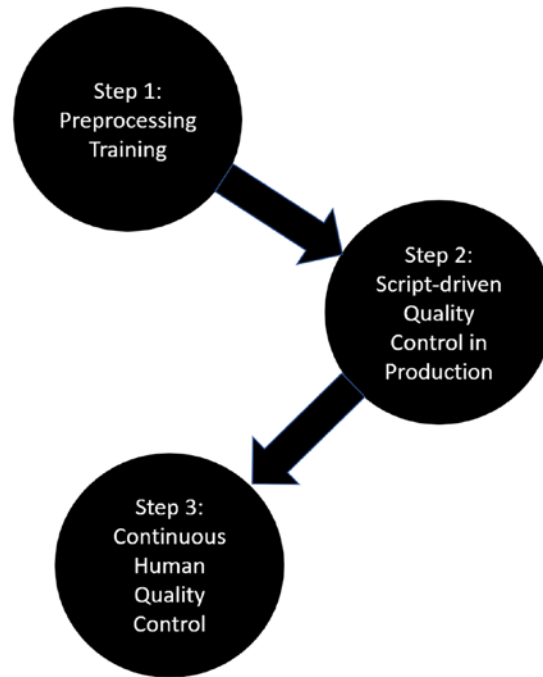 Step 1:
Preprocessing
Training
Step 2:
Script-driven
Quality
Control in
Production
Step 3:
Continuous
Human
Quality
Control